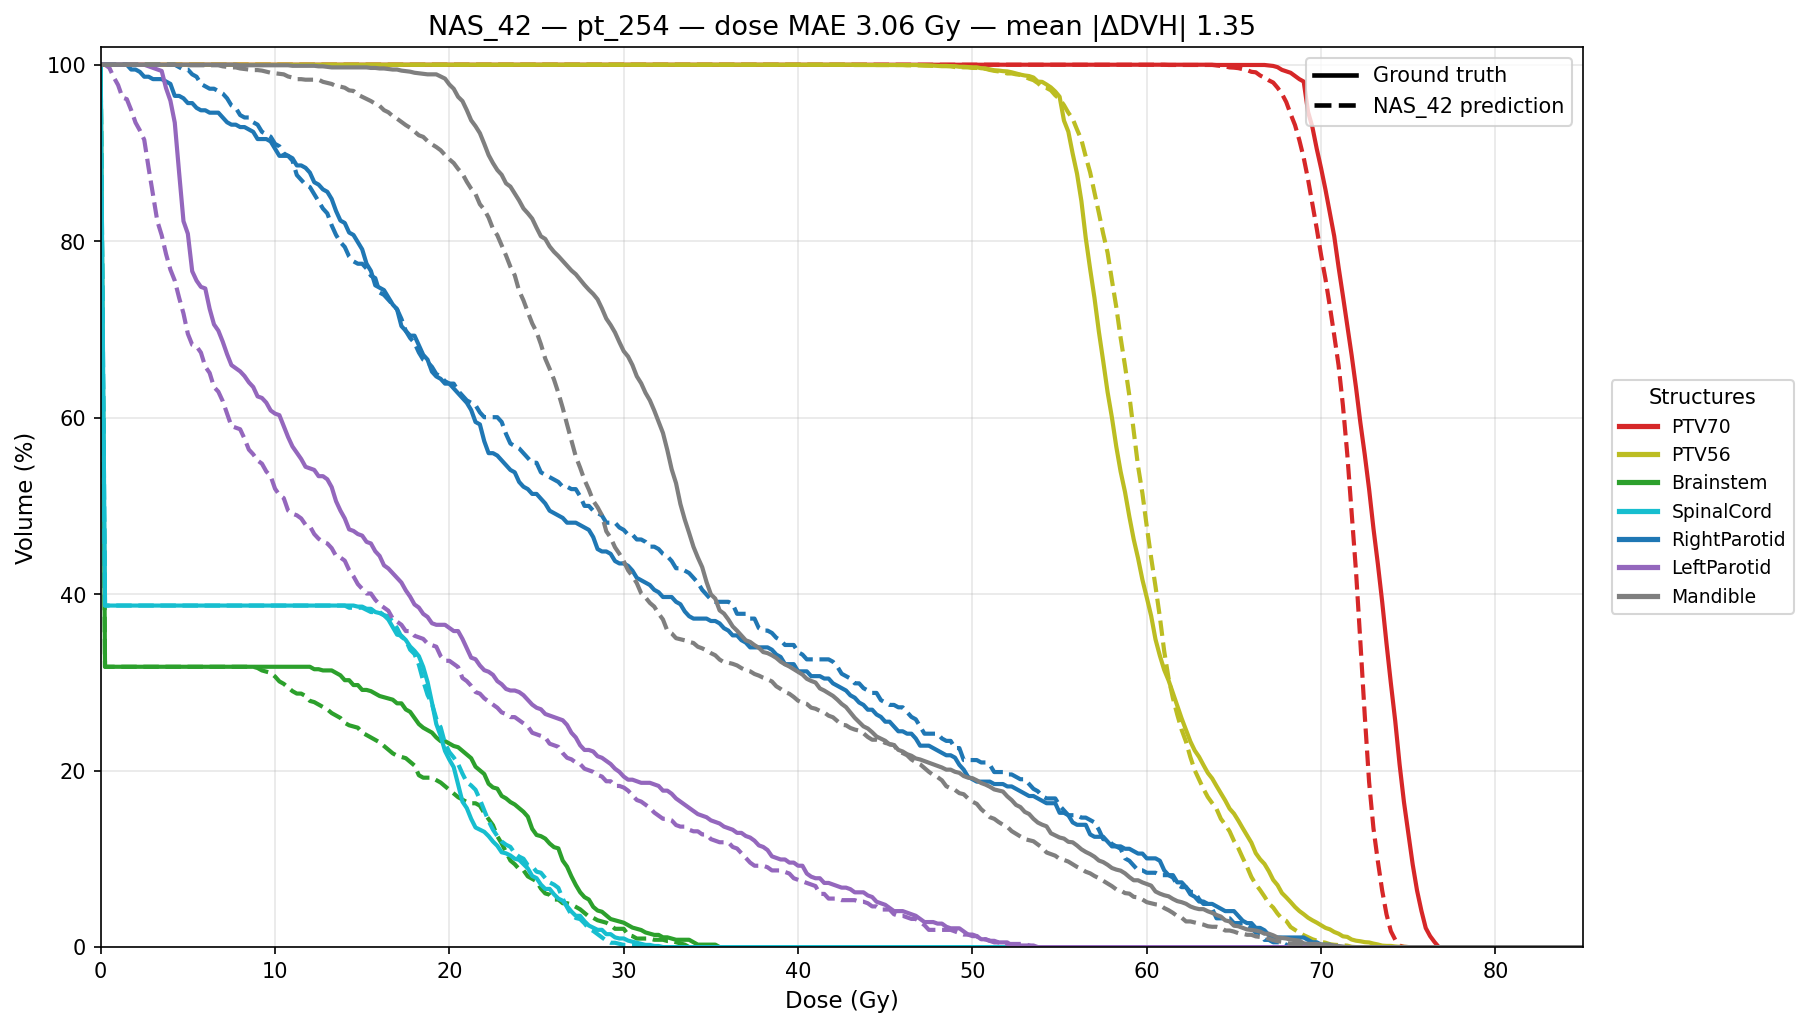 NAS_42 — pt_254 — dose MAE 3.06 Gy — mean |ΔDVH| 1.35
Ground truth
NAS_42 prediction
Volume (%)
100
80
60
40
20
0
0 10 20 30 40 50 60 70 80
Dose (Gy)
Structures
PTV70
PTV56
Brainstem
SpinalCord
RightParotid
LeftParotid
Mandible